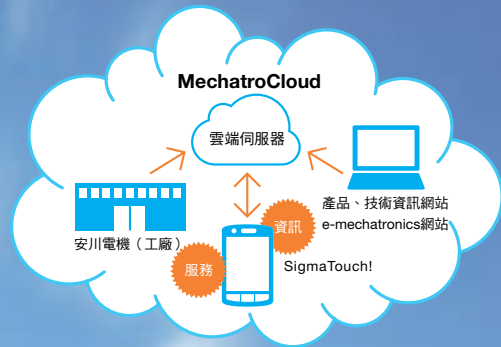 MechatroCloud
雲端伺服器
安川電機（工廠）
產品、技術資訊網站
e-mechatronics網站
資訊
服務
SigmaTouch!